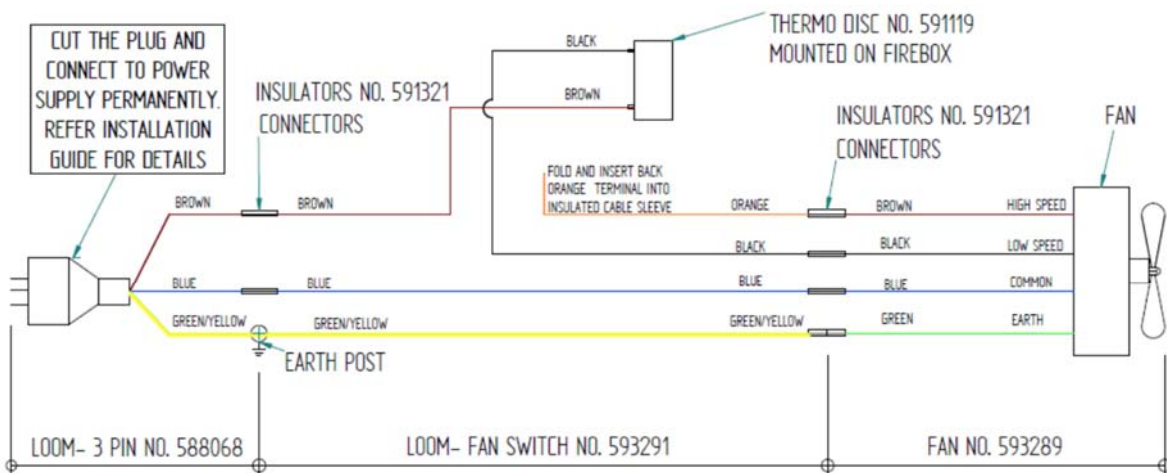 CUT THE PLUG AND
CONNECT TO POWER
SUPPLY PERMANENTLY.
REFER INSTALLATION
GUIDE FOR DETAILS
INSULATORS NO. 591321
CONNECTORS
BLACK
BROWN
THERMO DISC NO. 591119
MOUNTED ON FIREBOX
INSULATORS NO. 591321
CONNECTORS
FAN
FOLD AND INSERT BACK
ORANGE TERMINAL INTO
INSULATED CABLE SLEEVE
BROWN
BROWN
ORANGE
BROWN
HIGH SPEED
BLACK
BLACK
LOW SPEED
BLUE
BLUE
BLUE
BLUE
COMMON
GREEN/YELLOW
GREEN/YELLOW
GREEN/YELLOW
GREEN
EARTH
EARTH POST
LOOM- 3 PIN NO. 588068
LOOM- FAN SWITCH NO. 593291
FAN NO. 593289